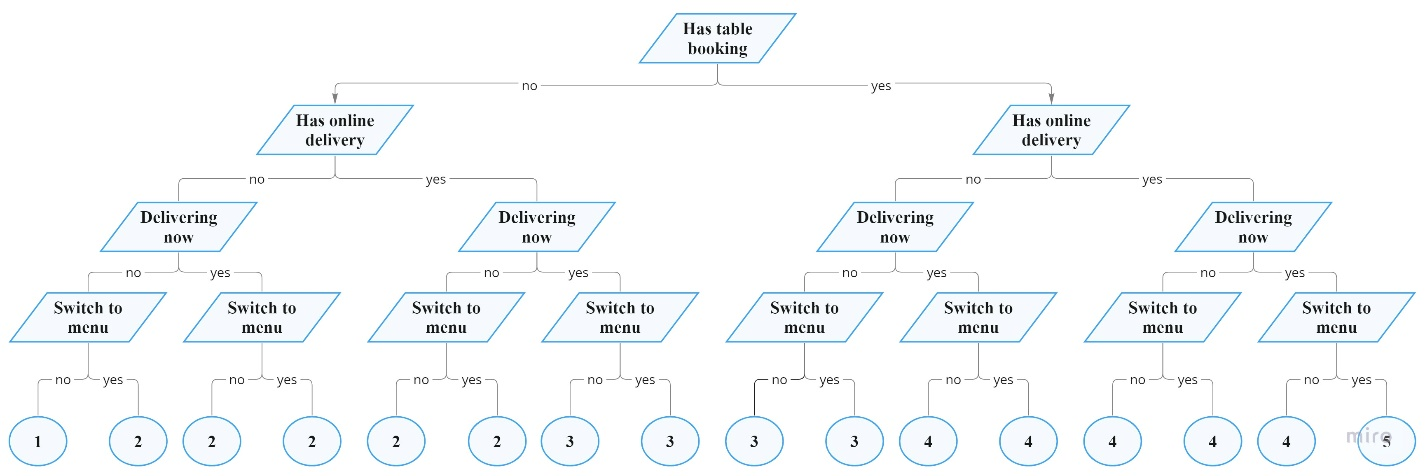 Has table
booking
no
yes
Has online
delivery
Has online
delivery
no
yes
no
yes
Delivering
now
Delivering
now
Delivering
now
Delivering
now
no
yes
no
yes
no
yes
no
yes
Switch to
menu
Switch to
menu
Switch to
menu
Switch to
menu
Switch to
menu
Switch to
menu
Switch to
menu
Switch to
menu
no
yes
no
yes
no
yes
no
yes
no
yes
no
yes
no
yes
no
yes
1
2
2
2
2
2
3
3
3
3
4
4
4
4
4
5
miro